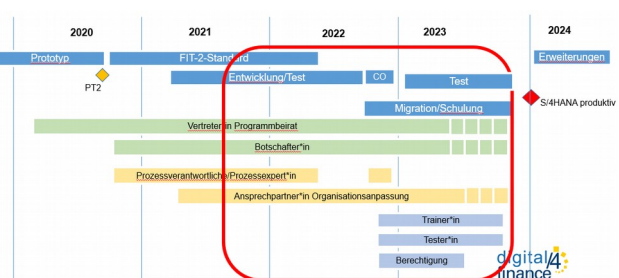 2020 2021 2022 2023 2024
Prototyp FIT-2-Standard Erweiterungen
PT2 Entwicklung/Test CO Test
Migration/Schulung S/4HANA produktiv
Vertreter*in Programmbeirat
Botschafter*in
Prozessverantwortliche/Prozessexpert*in
Ansprechpartner*in Organisationsanpassung
Trainer*in
Tester*in
Berechtigung
digital/4
finance